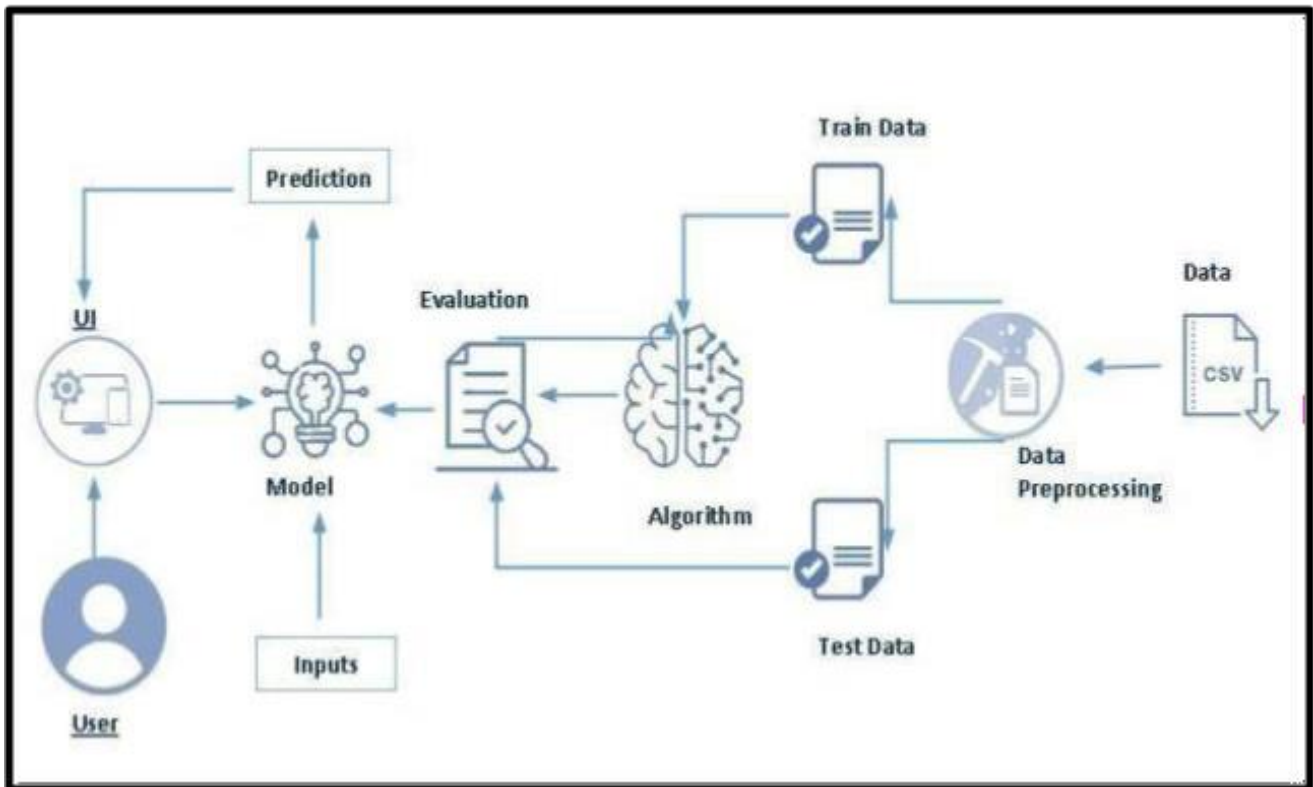 Train Data
Prediction
Data
Evaluation
UI
CSV
Data
Preprocessing
Model
Algorithm
Test Data
Inputs
User